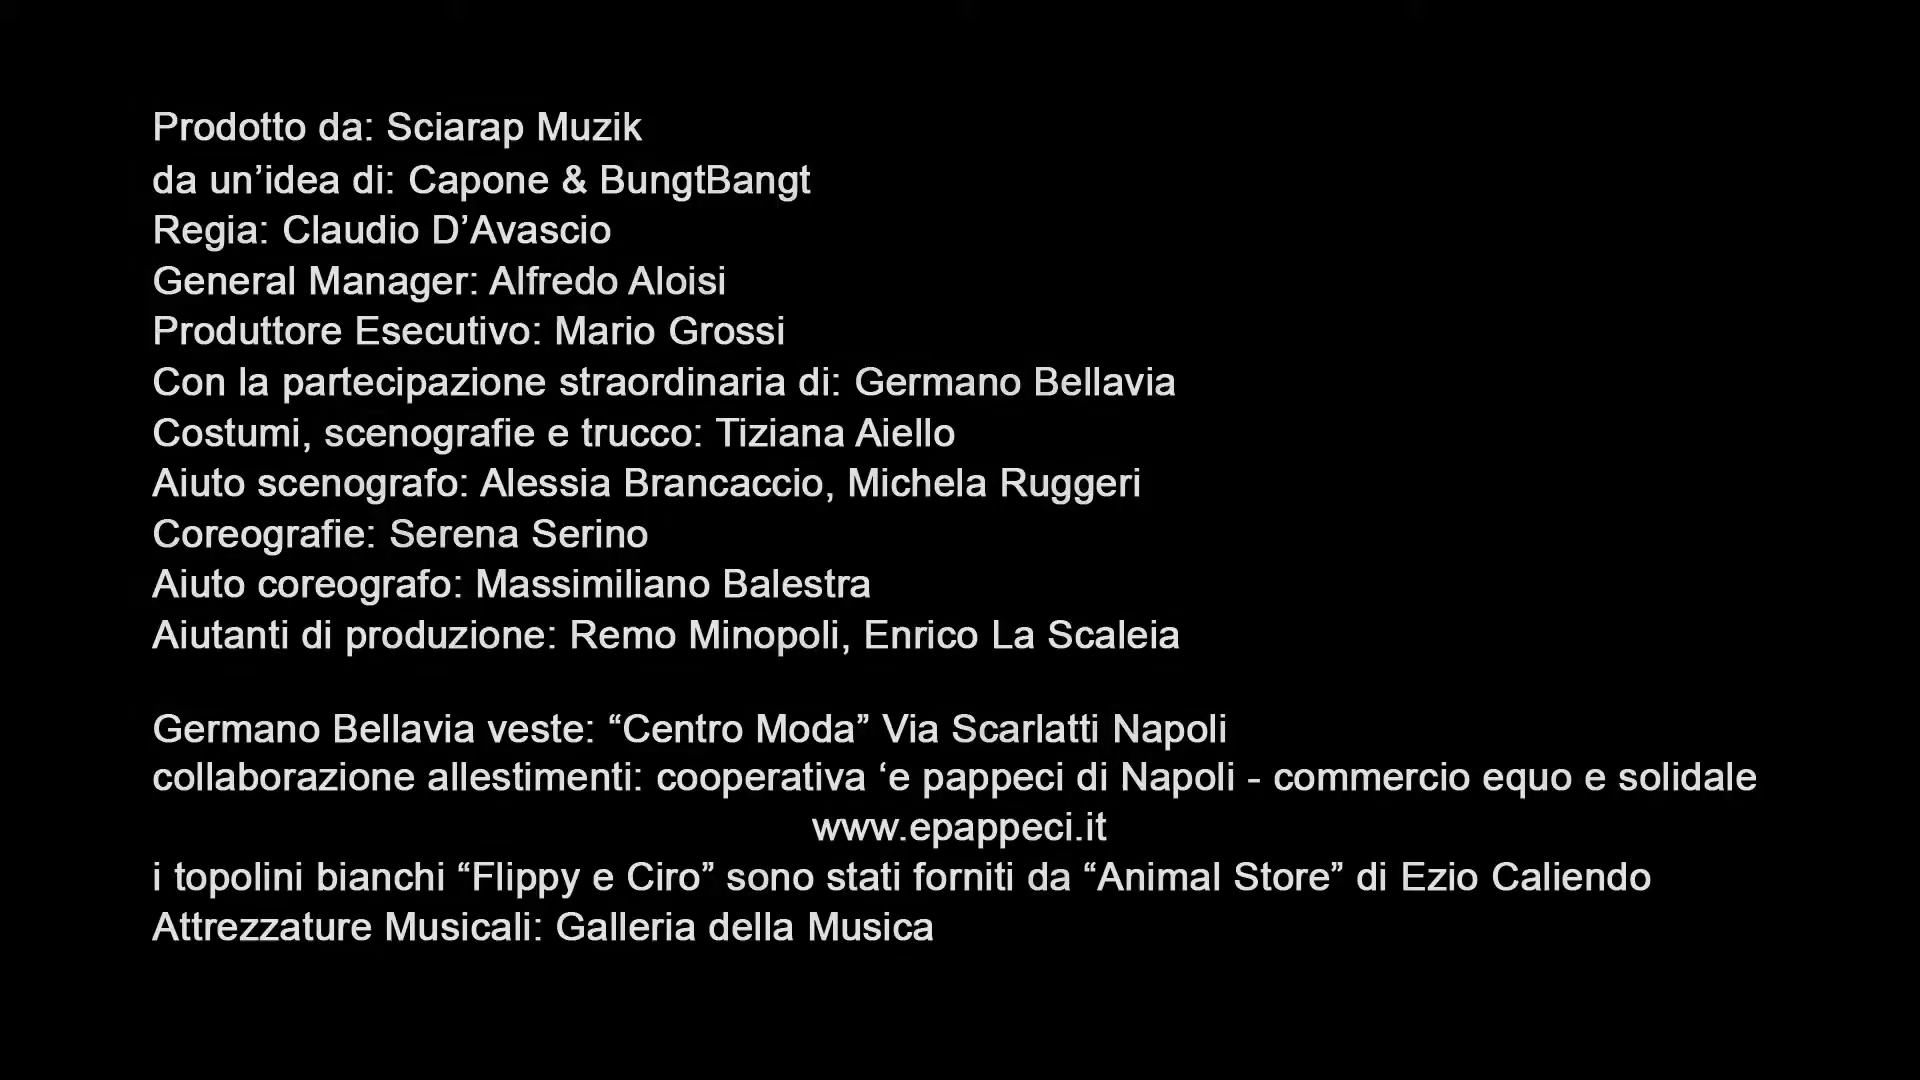 Prodotto da: Sciarap Muzik
da un’idea di: Capone & BungtBangt
Regia: Claudio D’Avascio
General Manager: Alfredo Aloisi
Produttore Esecutivo: Mario Grossi
Con la partecipazione straordinaria di: Germano Bellavia
Costumi, scenografie e trucco: Tiziana Aiello
Aiuto scenografo: Alessia Brancaccio, Michela Ruggeri
Coreografie: Serena Serino
Aiuto coreografo: Massimiliano Balestra
Aiutanti di produzione: Remo Minopoli, Enrico La Scaleia
Germano Bellavia veste: “Centro Moda” Via Scarlatti Napoli
collaborazione allestimenti: cooperativa ‘e pappeci di Napoli - commercio equo e solidale
www.epappeci.it
i topolini bianchi “Flippy e Ciro” sono stati forniti da “Animal Store” di Ezio Caliendo
Attrezzature Musicali: Galleria della Musica